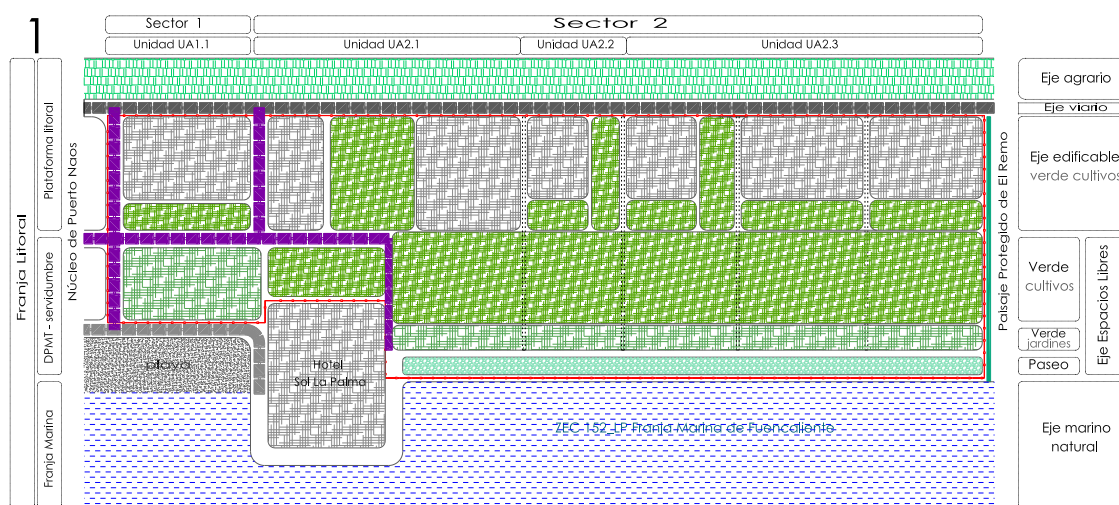 1
Sector 1
Sector 2
Unidad UA1.1
Unidad UA2.1
Unidad UA2.2
Unidad UA2.3
Franja Litoral
Plataforma litoral
DPMT - servidumbre
Franja Marina
Núcleo de Puerto Naos
playa
Hotel
Sol La Palma
ZEC 152_LP Franja Marina de Fuencaliente
Paisaje Protegido de El Remo
Eje agrario
Eje viario
Eje edificable
verde cultivos
Verde
cultivos
Verde
jardines
Paseo
Eje Espacios Libres
Eje marino
natural